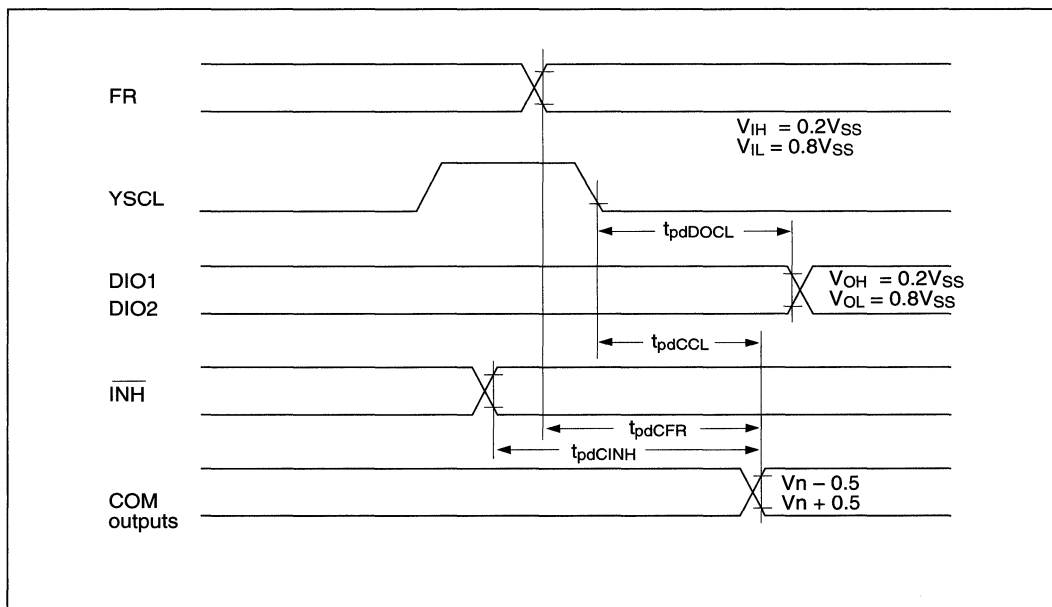 FR
VIH = 0.2VSS
VIL = 0.8VSS
YSCL
tpdDOCL
DIO1
DIO2
VOH = 0.2VSS
VOL = 0.8VSS
tpdCCL
INH
tpdCFR
tpdCINH
COM
outputs
Vn – 0.5
Vn + 0.5